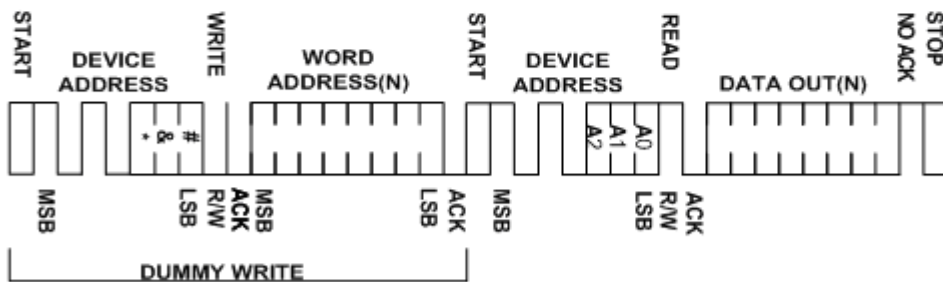 START
DEVICE
ADDRESS
WRITE
WORD
ADDRESS(N)
START
DEVICE
ADDRESS
READ
DATA OUT(N)
NO ACK
STOP
* & #
A2 A1 A0
MSB
LSB
R/W
ACK
MSB
LSB
ACK
MSB
LSB
R/W
ACK
DUMMY WRITE